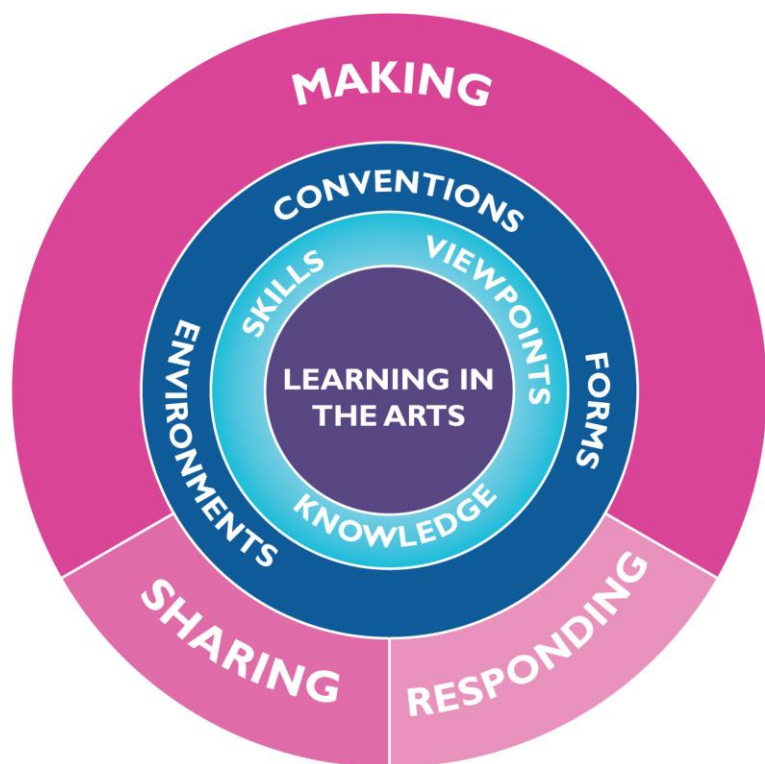 MAKING
CONVENTIONS
SKILLS
VIEWPOINTS
ENVIRONMENTS
FORMS
LEARNING IN
THE ARTS
KNOWLEDGE
SHARING
RESPONDING